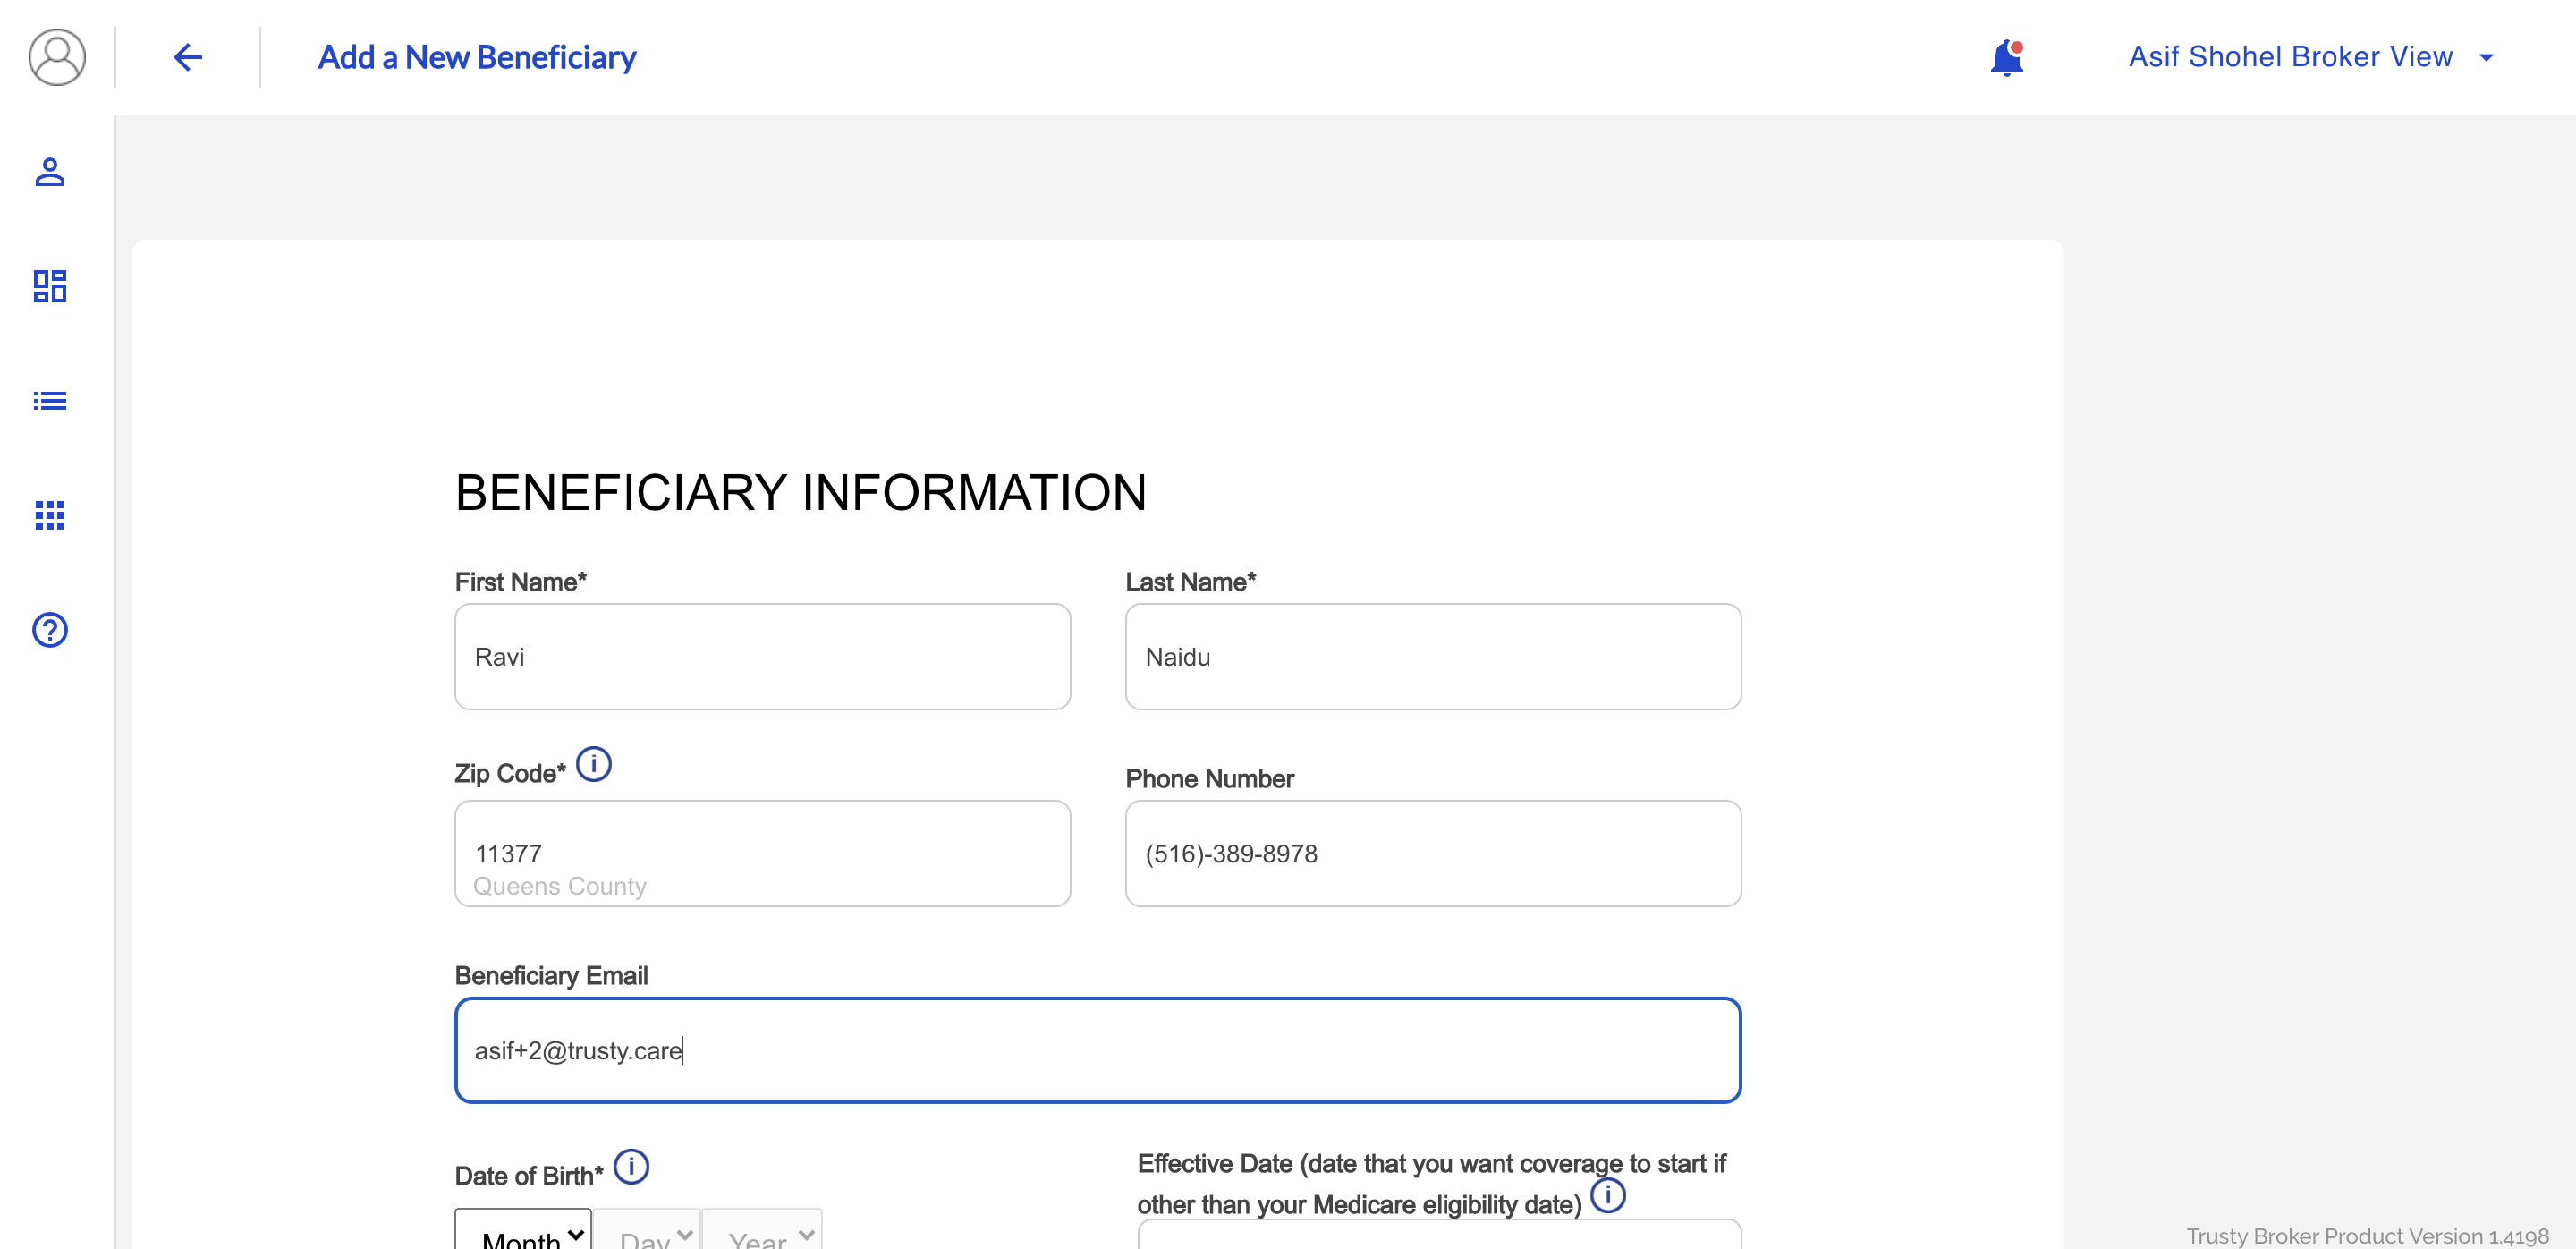 Add a New Beneficiary
Asif Shohel Broker View
BENEFICIARY INFORMATION
First Name*
Last Name*
Ravi
Naidu
Zip Code*
Phone Number
11377
Queens County
(516)-389-8978
Beneficiary Email
asif+2@trusty.care
Date of Birth*
Effective Date (date that you want coverage to start if
other than your Medicare eligibility date)
Month
Day
Year
Trusty Broker Product Version 1.4198